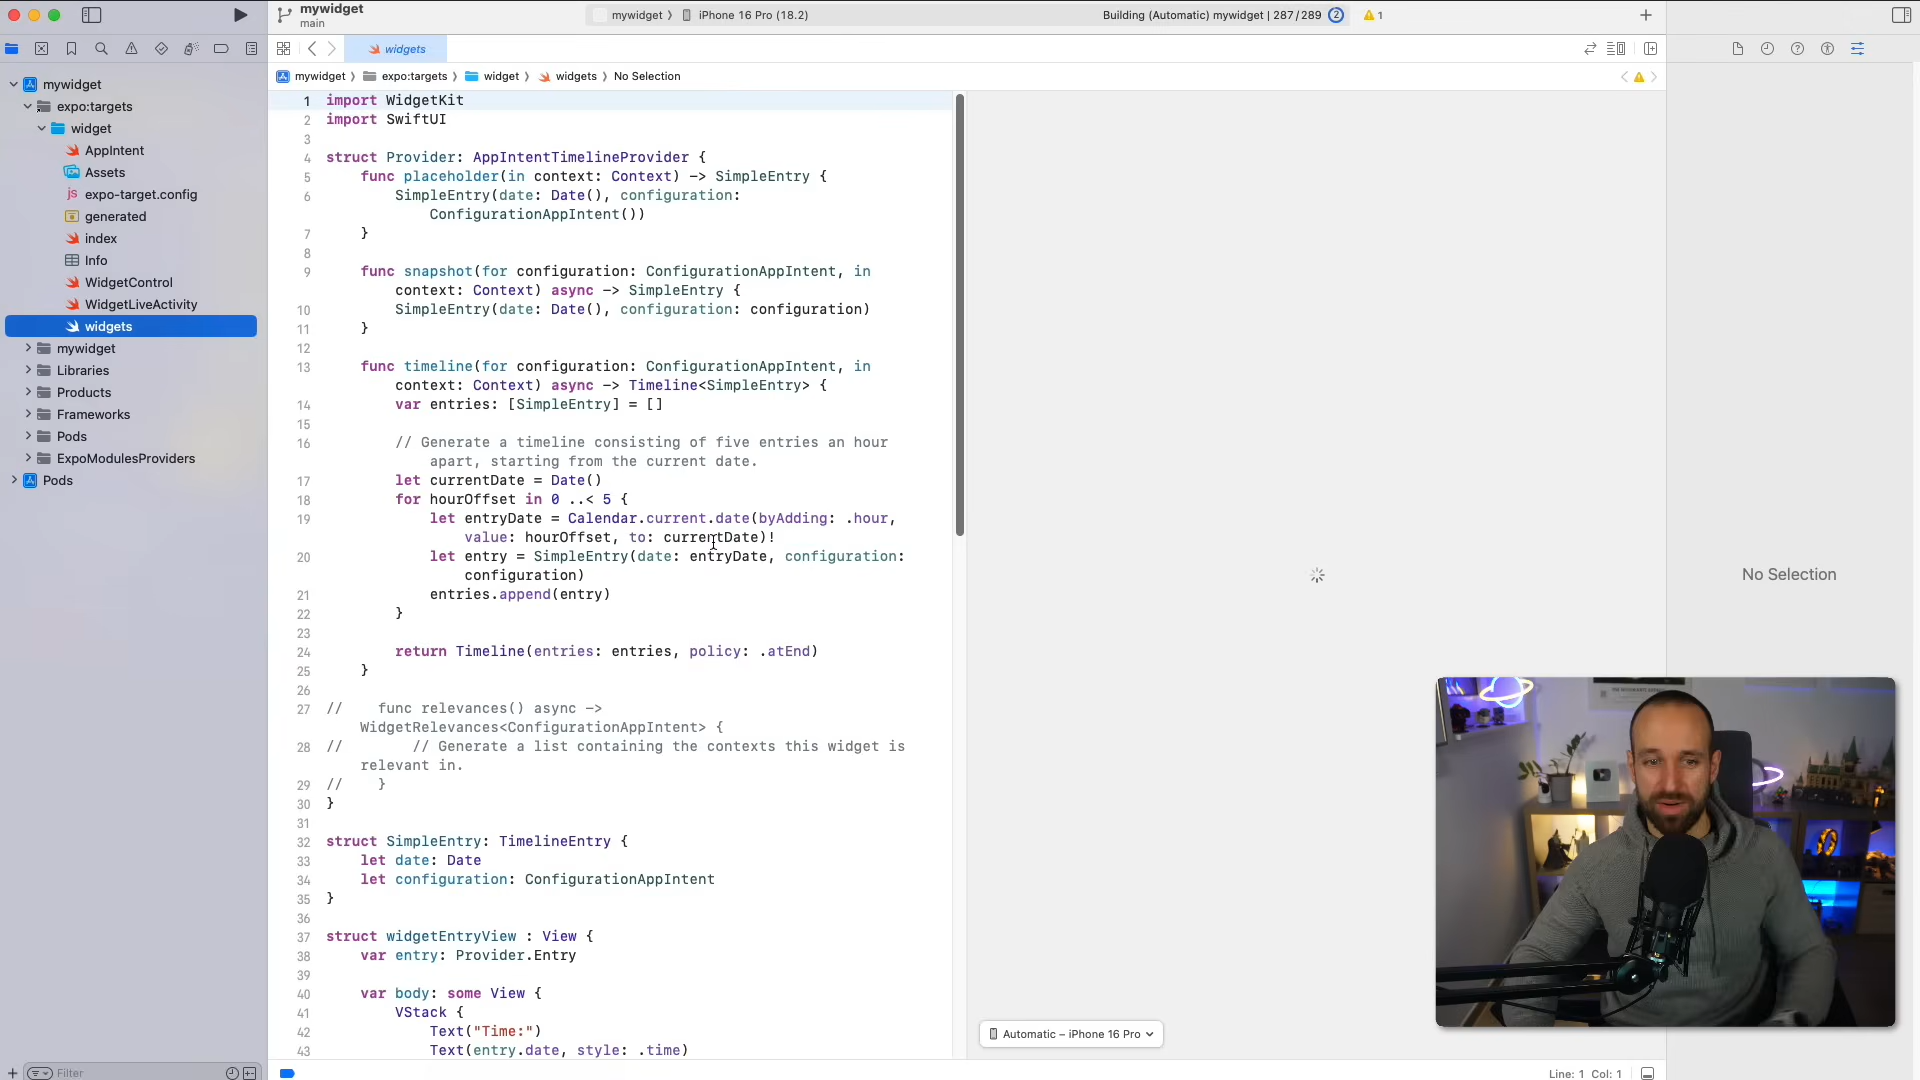 mywidget
main
mywidget
iPhone 16 Pro (18.2)
Building (Automatic) mywidget | 287/289
2
1
widgets
mywidget
expo:targets
widget
widgets
No Selection
mywidget
expo:targets
widget
AppIntent
Assets
JS expo-target.config
generated
index
Info
WidgetControl
WidgetLiveActivity
widgets
mywidget
Libraries
Products
Frameworks
Pods
ExpoModulesProviders
Pods
Filter
1 import WidgetKit
2 import SwiftUI
3
4 struct Provider: AppIntentTimelineProvider {
5 func placeholder(in context: Context) -> SimpleEntry {
6 SimpleEntry(date: Date(), configuration:
ConfigurationAppIntent())
7 }
8
9 func snapshot(for configuration: ConfigurationAppIntent, in
context: Context) async -> SimpleEntry {
10 SimpleEntry(date: Date(), configuration: configuration)
11 }
12
13 func timeline(for configuration: ConfigurationAppIntent, in
context: Context) async -> Timeline<SimpleEntry> {
14 var entries: [SimpleEntry] = []
15
16 // Generate a timeline consisting of five entries an hour
apart, starting from the current date.
17 let currentDate = Date()
18 for hourOffset in 0 ..< 5 {
19 let entryDate = Calendar.current.date(byAdding: .hour,
value: hourOffset, to: currentDate)!
20 let entry = SimpleEntry(date: entryDate, configuration:
configuration)
21 entries.append(entry)
22 }
23
24 return Timeline(entries: entries, policy: .atEnd)
25 }
26
27 // func relevances() async ->
WidgetRelevances<ConfigurationAppIntent> {
28 // // Generate a list containing the contexts this widget is
relevant in.
29 // }
30 }
31
32 struct SimpleEntry: TimelineEntry {
33 let date: Date
34 let configuration: ConfigurationAppIntent
35 }
36
37 struct widgetEntryView : View {
38 var entry: Provider.Entry
39
40 var body: some View {
41 VStack {
42 Text("Time:")
43 Text(entry.date, style: .time)
Automatic – iPhone 16 Pro
No Selection
Line: 1 Col: 1